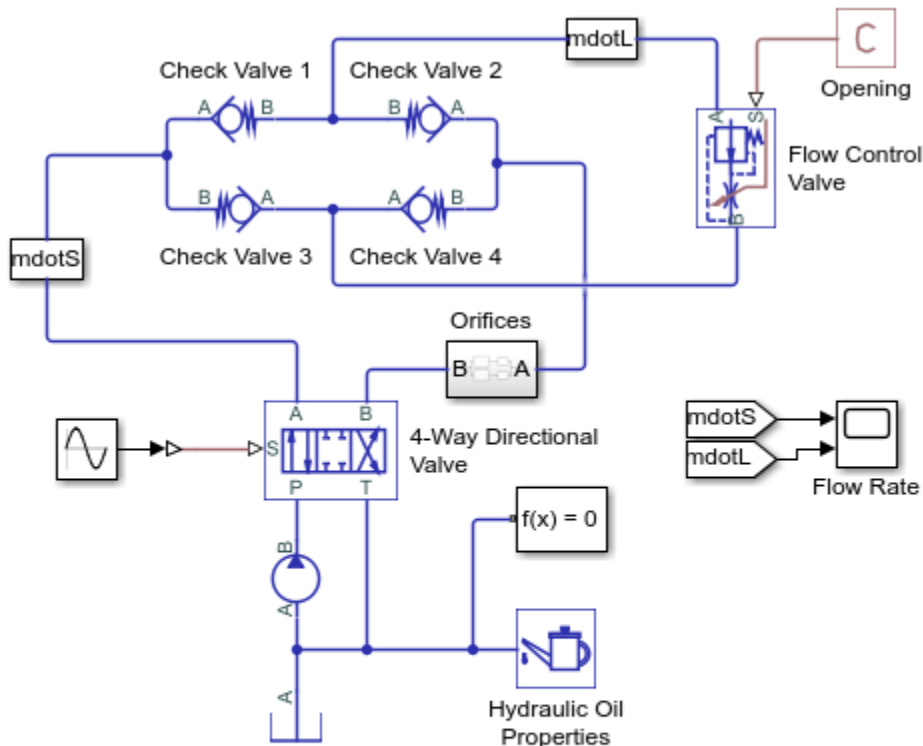 mdotL
C
Opening
Check Valve 1
Check Valve 2
A
B
B
A
A
S
Flow Control
Valve
B
B
A
A
B
Check Valve 3
Check Valve 4
mdotS
Orifices
B
A
A
B
S
4-Way Directional
Valve
P
T
mdotS
mdotL
Flow Rate
f(x) = 0
B
A
A
Hydraulic Oil
Properties